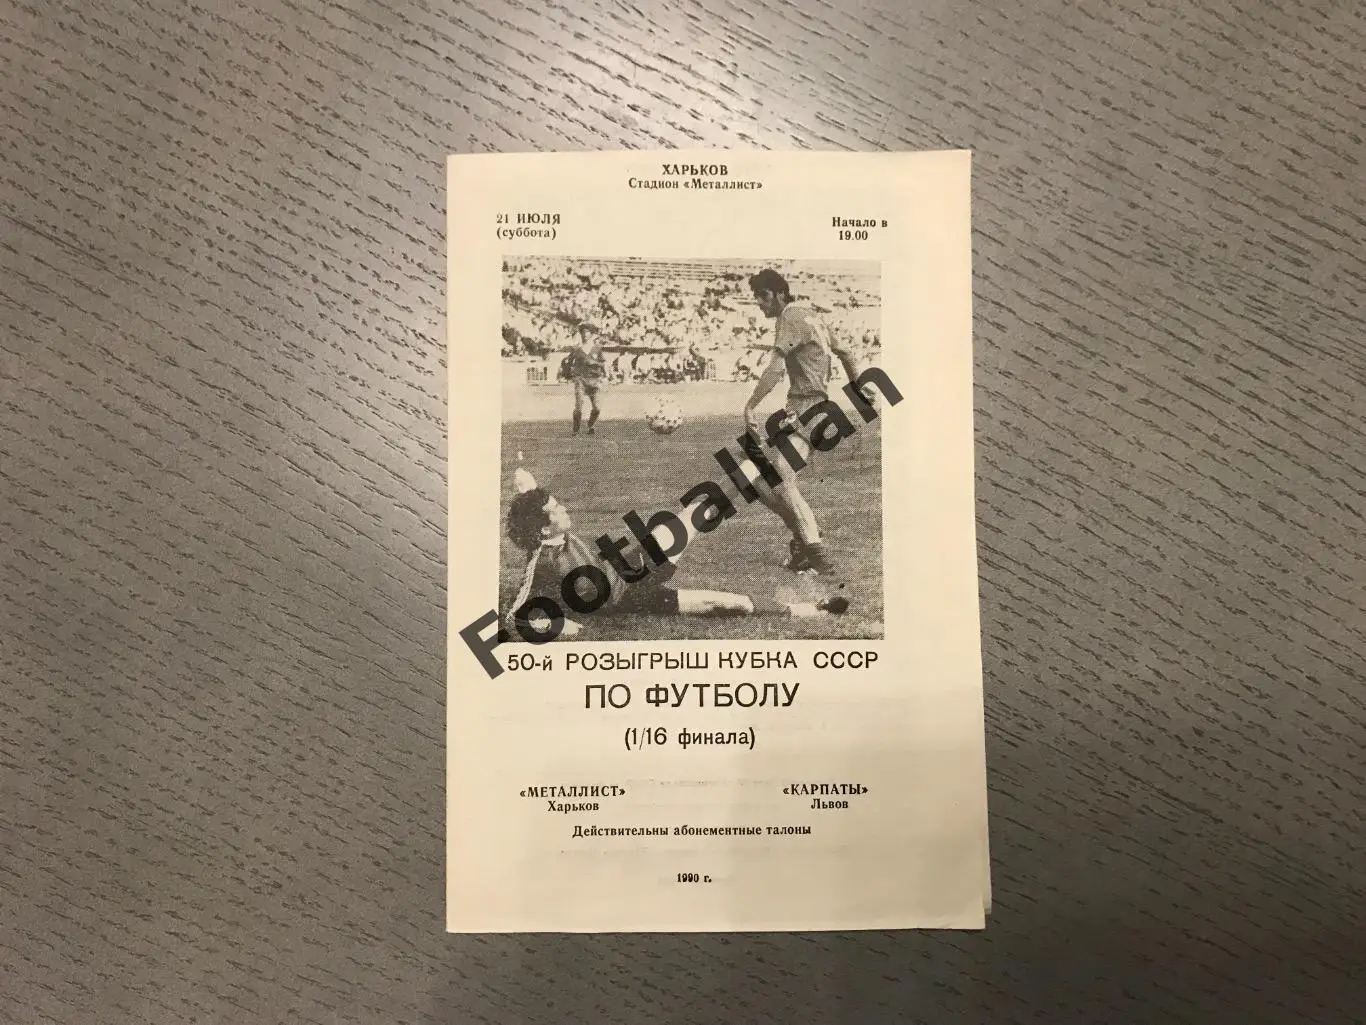 ХАРЬКОВ
Стадион «Металлист»
21 ИЮЛЯ
(суббота)
Начало в
19.00
Footballfan
50-й РОЗЫГРЫШ КУБКА СССР
ПО ФУТБОЛУ
(1/16 финала)
«МЕТАЛЛИСТ»
Харьков
«КАРПАТЫ»
Львов
Действительны абонементные талоны
1990 г.